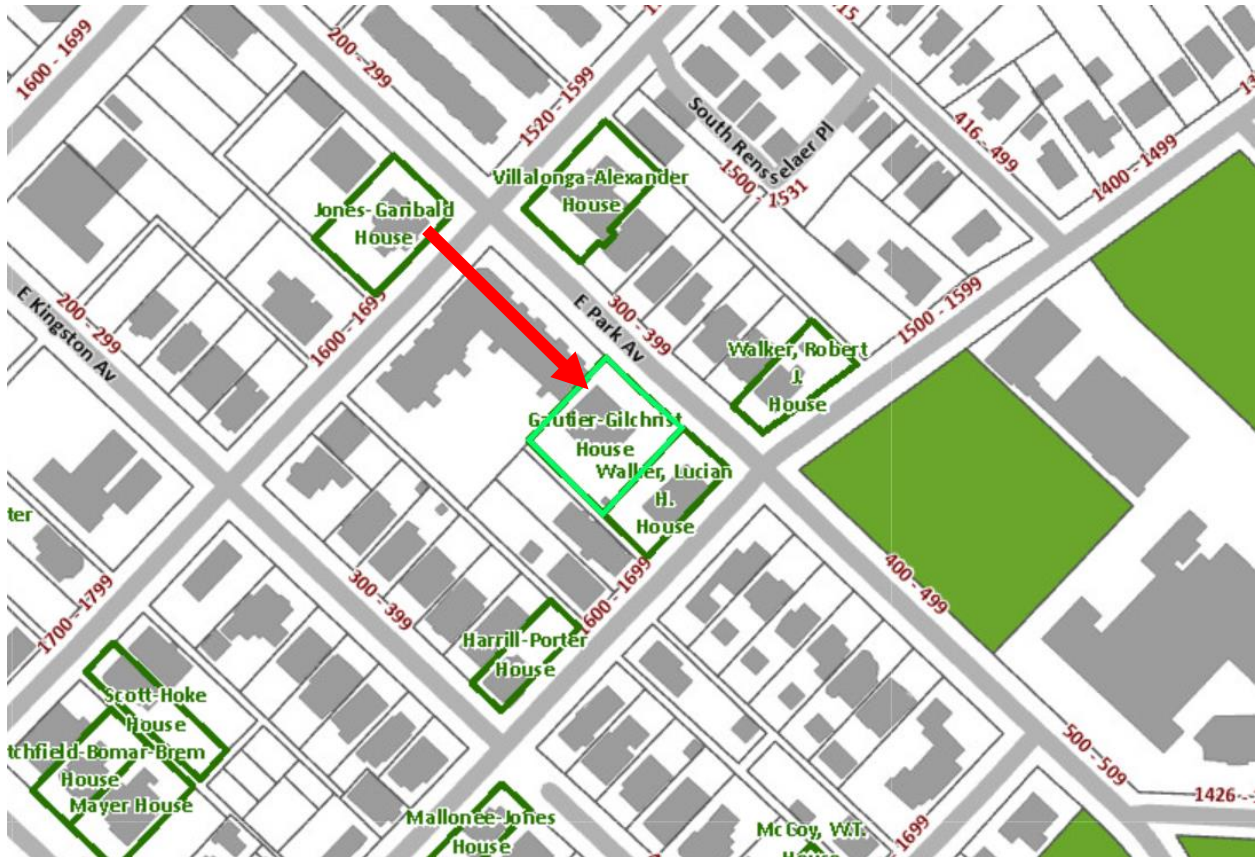 1600 - 1699
200 - 299
1520 - 1599
South Rensselaer Pl
416 - 499
1500 - 1531
1400 - 1499
Villalonga-Alexander
House
Jones-Garibald
House
E Kingston Av
200 - 299
1600 - 1699
E Park Av
300 - 399
1500 - 1599
Walker, Robert
J.
House
Gautier-Gilchrist
House
Walker, Lucian
H.
House
ter
1700 - 1799
300 - 399
1600 - 1699
400 - 499
Harrill-Porter
House
Scott-Hoke
House
tchfield-Bomar-Brem
House
Mayer House
500 - 509
1426 -
Mallonee-Jones
House
McCoy, W.T.
House
1699